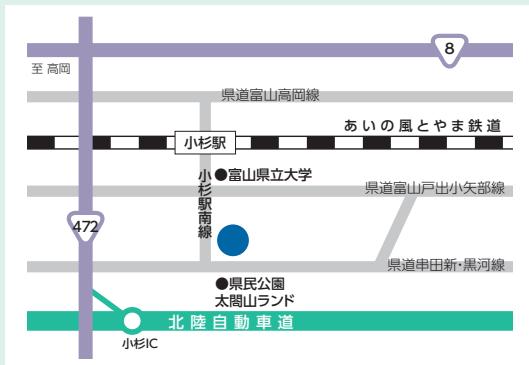 8
至 高岡
県道富山高岡線
あいの風とやま鉄道
小杉駅
小杉駅南線
●富山県立大学
県道富山戸出小矢部線
472
県道串田新・黒河線
●県民公園
太閤山ランド
北陸自動車道
小杉IC